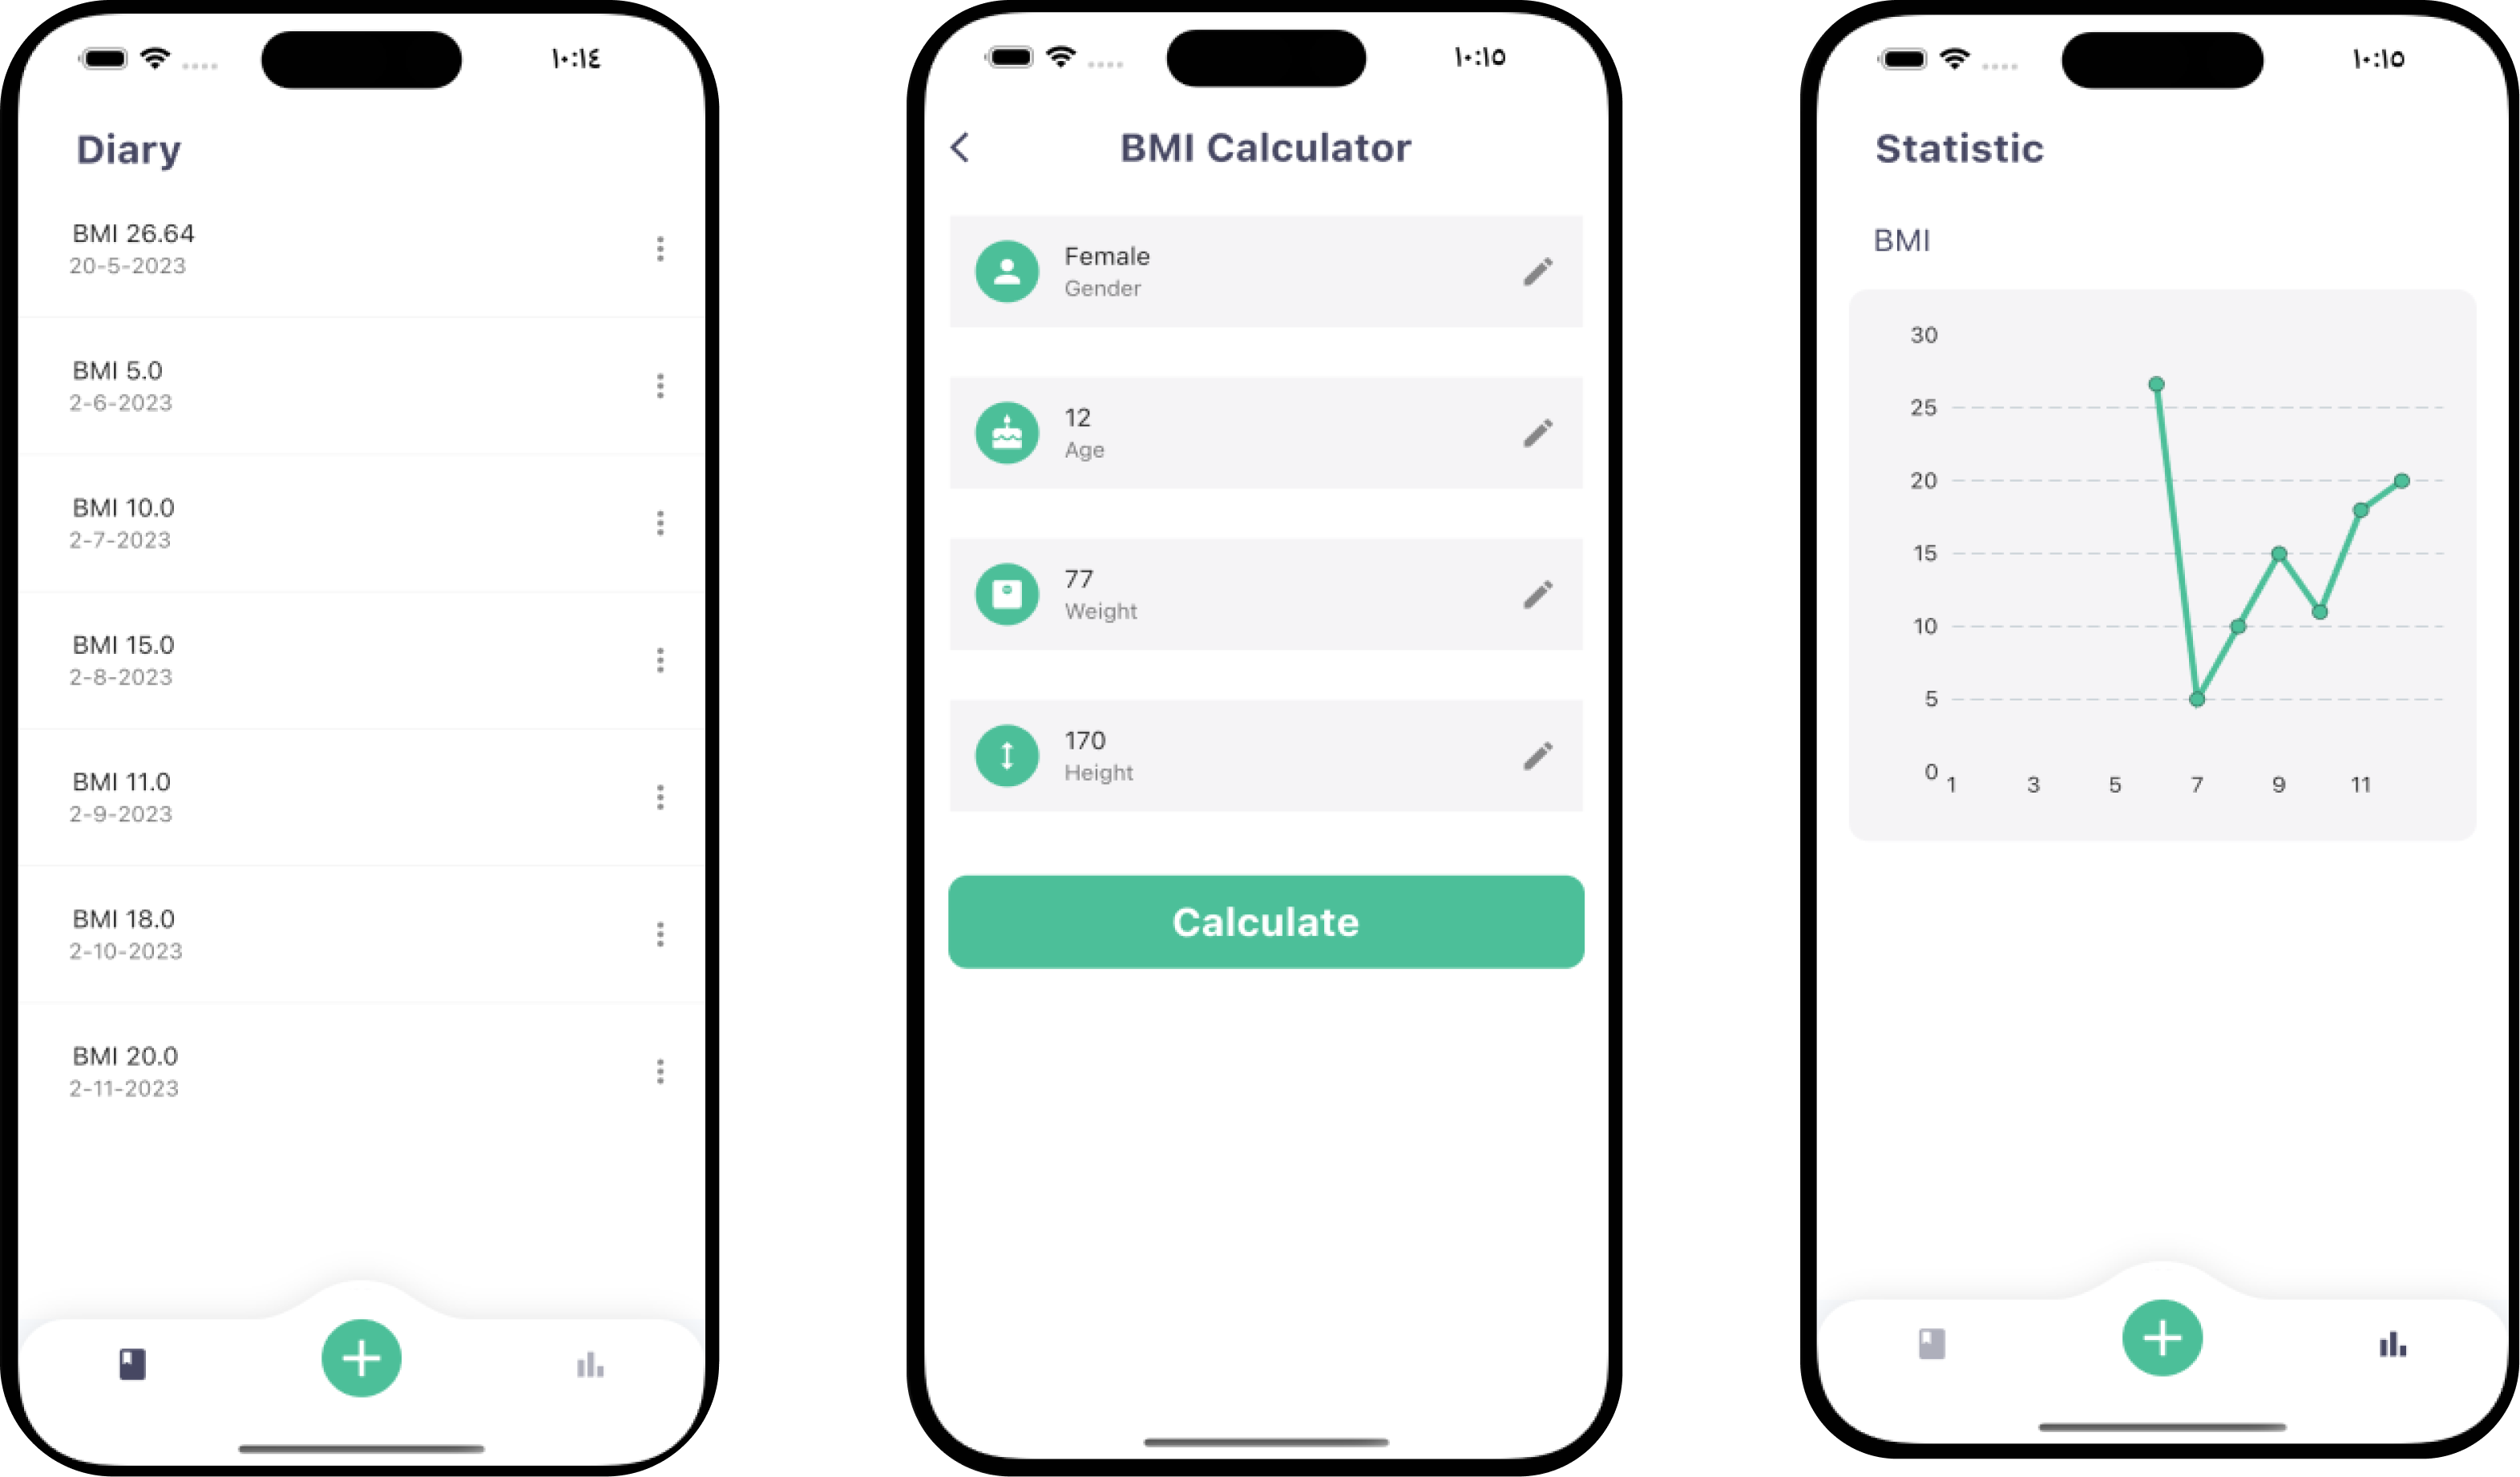 ١٠:١٤
Diary
BMI 26.64
20-5-2023
BMI 5.0
2-6-2023
BMI 10.0
2-7-2023
BMI 15.0
2-8-2023
BMI 11.0
2-9-2023
BMI 18.0
2-10-2023
BMI 20.0
2-11-2023
١٠:١٥
BMI Calculator
Female
Gender
12
Age
77
Weight
170
Height
Calculate
١٠:١٥
Statistic
BMI
30
25
20
15
10
5
0
1 3 5 7 9 11